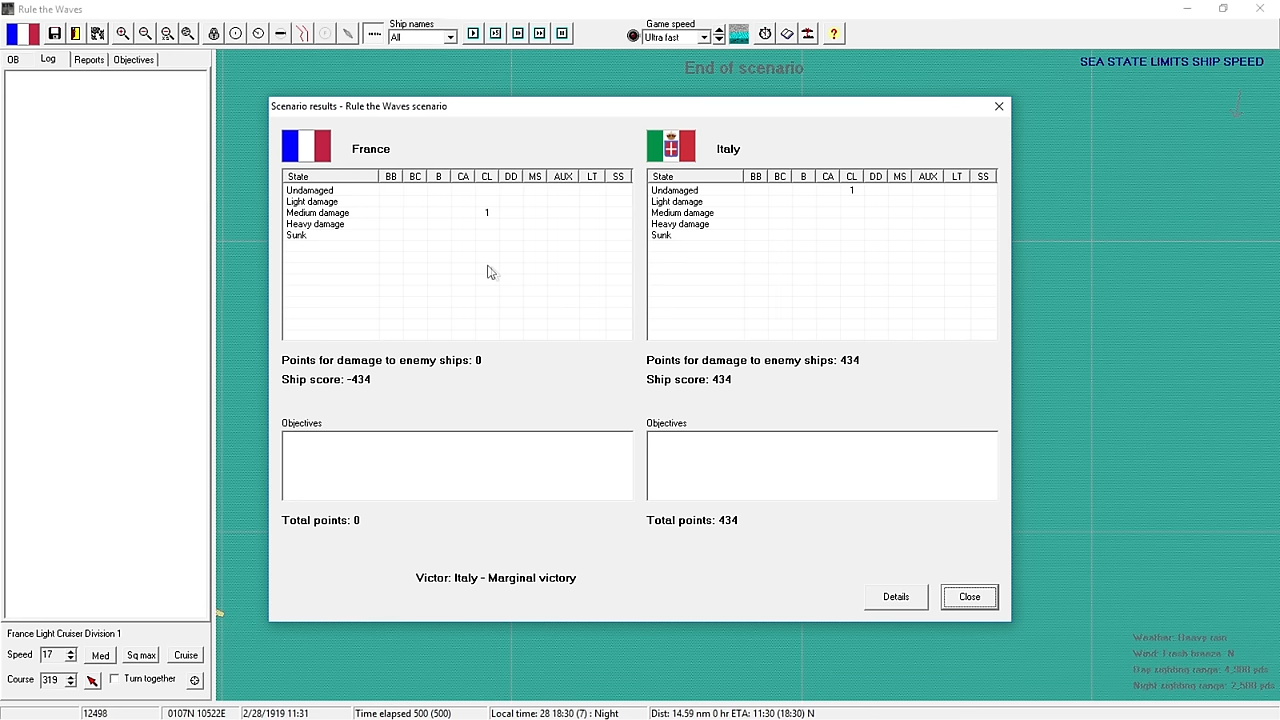 Rule the Waves
Ship names
All
Game speed
Ultra fast
?
OB Log Reports Objectives
End of scenario
SEA STATE LIMITS SHIP SPEED
Scenario results - Rule the Waves scenario
France
State BB BC B CA CL DD MS AUX LT SS
Undamaged
Light damage
Medium damage 1
Heavy damage
Sunk
Points for damage to enemy ships: 0
Ship score: -434
Objectives
Total points: 0
Italy
State BB BC B CA CL DD MS AUX LT SS
Undamaged 1
Light damage
Medium damage
Heavy damage
Sunk
Points for damage to enemy ships: 434
Ship score: 434
Objectives
Total points: 434
Victor: Italy - Marginal victory
Details Close
France Light Cruiser Division 1
Speed 17 Med Sq max Cruise
Course 319 Turn together
Weather: Heavy rain
Wind: Fresh breeze N
Day sighting range: 4,900 yds
Night sighting range: 2,500 yds
12498 0107N 10522E 2/28/1919 11:31 Time elapsed 500 (500) Local time: 28 18:30 (7) : Night Dist: 14.59 nm 0 hr ETA: 11:30 (18:30) N